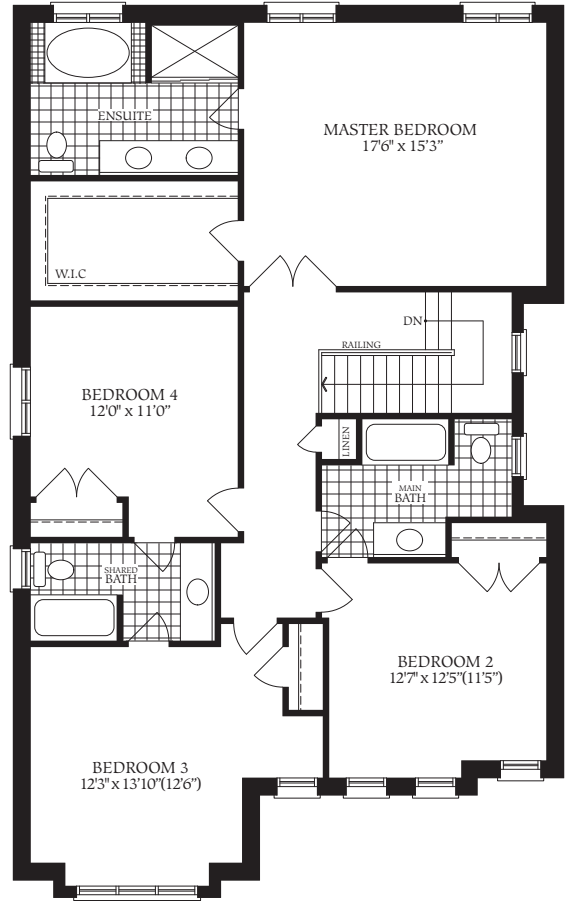 ENSUITE
MASTER BEDROOM
17'6" x 15'3"
W.I.C
DN
RAILING
BEDROOM 4
12'0" x 11'0"
LINEN
MAIN
BATH
SHARED
BATH
BEDROOM 2
12'7" x 12'5"(11'5")
BEDROOM 3
12'3" x 13'10"(12'6")